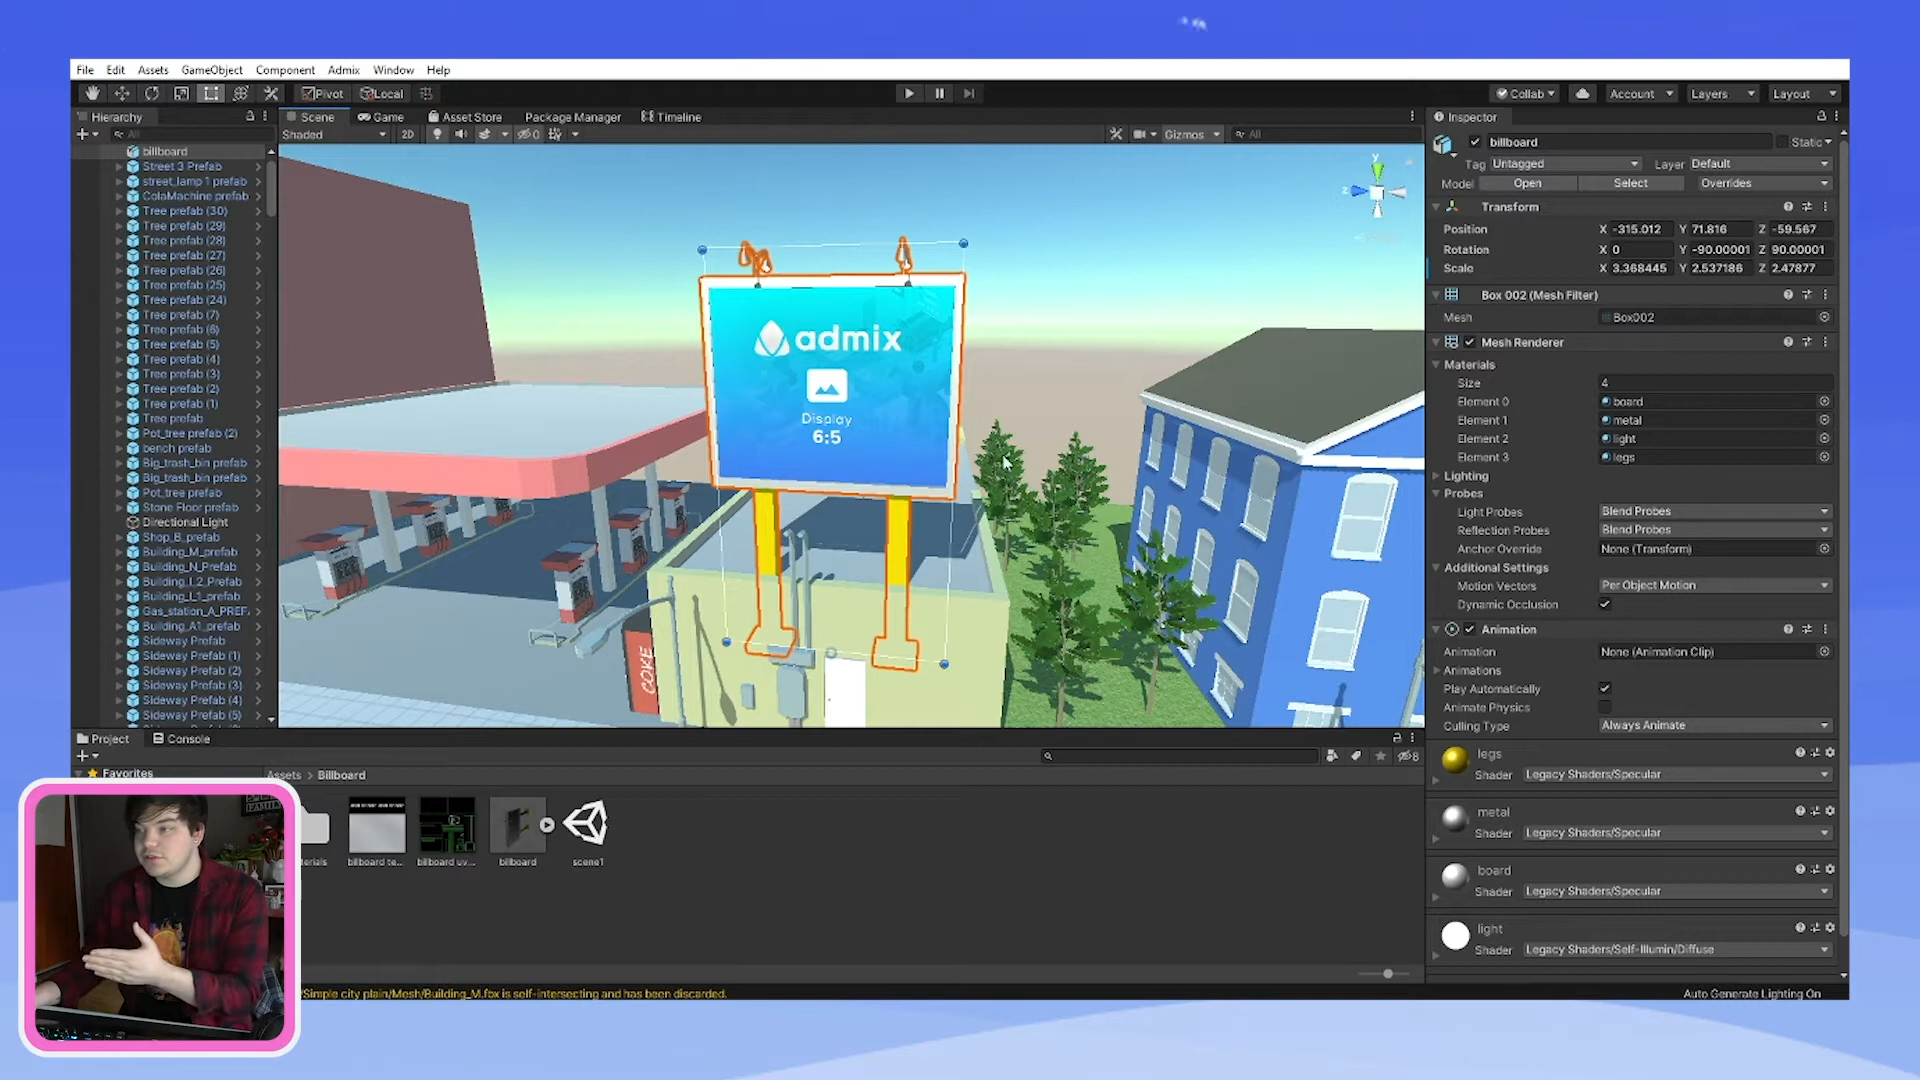 File Edit Assets GameObject Component Admix Window Help
Pivot Local Collab Account Layers Layout
Hierarchy
All
billboard
Street 3 Prefab
street_lamp 1 prefab
ColaMachine prefab
Tree prefab (30)
Tree prefab (29)
Tree prefab (28)
Tree prefab (27)
Tree prefab (26)
Tree prefab (25)
Tree prefab (24)
Tree prefab (7)
Tree prefab (6)
Tree prefab (5)
Tree prefab (4)
Tree prefab (3)
Tree prefab (2)
Tree prefab (1)
Tree prefab
Pot_tree prefab (2)
bench prefab
Big_trash_bin prefab
Big_trash_bin prefab
Pot_tree prefab
Stone Floor prefab
Directional Light
Shop_B_prefab
Building_M_prefab
Building_N_Prefab
Building_L2_Prefab
Building_L1_prefab
Gas_station_A_PREF
Building_A1_prefab
Sideway Prefab
Sideway Prefab (1)
Sideway Prefab (2)
Sideway Prefab (3)
Sideway Prefab (4)
Sideway Prefab (5)
Scene Game Asset Store Package Manager Timeline
Shaded 2D 0 Gizmos All
y
z
admix
Display
6:5
COKE
Inspector
billboard Static
Tag Untagged Layer Default
Model Open Select Overrides
Transform
Position X -315.012 Y 71.816 Z -59.567
Rotation X 0 Y -90.00001 Z 90.00001
Scale X 3.368445 Y 2.537186 Z 2.47877
Box 002 (Mesh Filter)
Mesh Box002
Mesh Renderer
Materials
Size 4
Element 0 board
Element 1 metal
Element 2 light
Element 3 legs
Lighting
Probes
Light Probes Blend Probes
Reflection Probes Blend Probes
Anchor Override None (Transform)
Additional Settings
Motion Vectors Per Object Motion
Dynamic Occlusion
Animation
Animation None (Animation Clip)
Animations
Play Automatically
Animate Physics
Culling Type Always Animate
legs
Shader Legacy Shaders/Specular
metal
Shader Legacy Shaders/Specular
board
Shader Legacy Shaders/Specular
light
Shader Legacy Shaders/Self-Illumin/Diffuse
Project Console
8
Favorites
Assets > Billboard
erials billboard te... billboard uv... billboard scene1
/Simple city plain/Mesh/Building_M.fbx is self-intersecting and has been discarded.
Auto Generate Lighting On